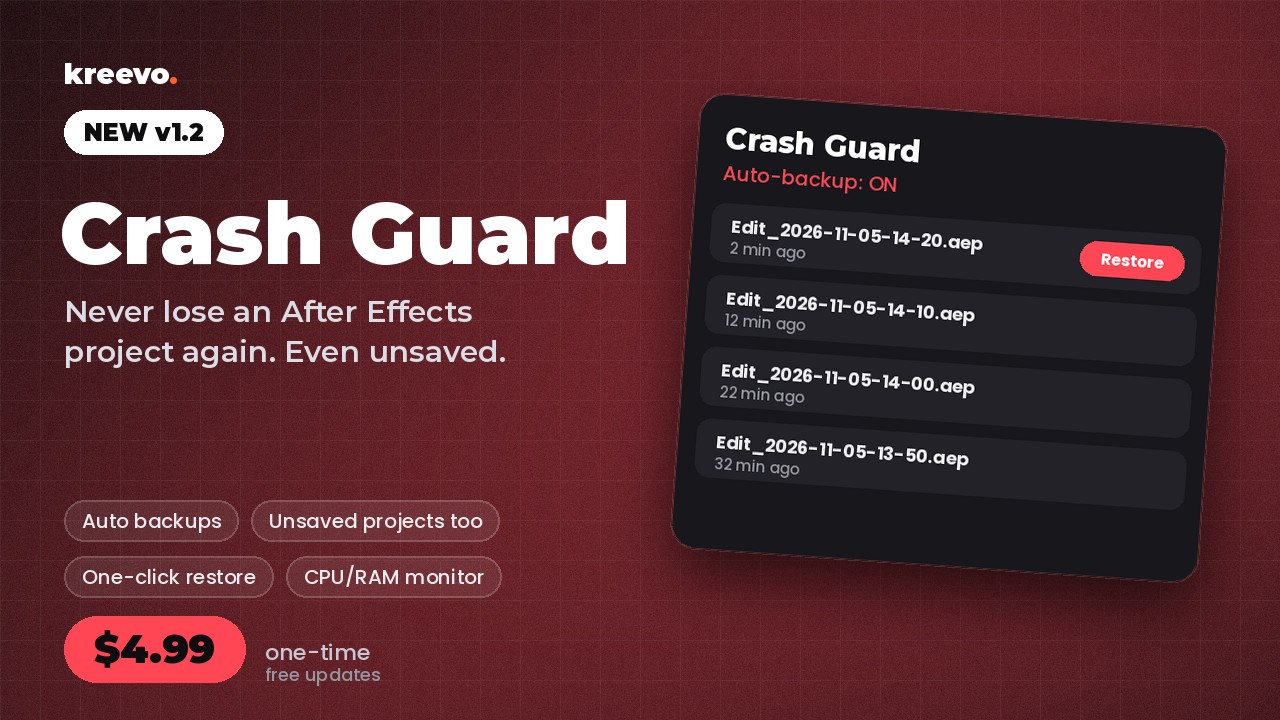 kreevo.
NEW v1.2
Crash Guard
Never lose an After Effects
project again. Even unsaved.
Auto backups
Unsaved projects too
One-click restore
CPU/RAM monitor
$4.99
one-time
free updates
Crash Guard
Auto-backup: ON
Edit_2026-11-05-14-20.aep
2 min ago
Restore
Edit_2026-11-05-14-10.aep
12 min ago
Edit_2026-11-05-14-00.aep
22 min ago
Edit_2026-11-05-13-50.aep
32 min ago